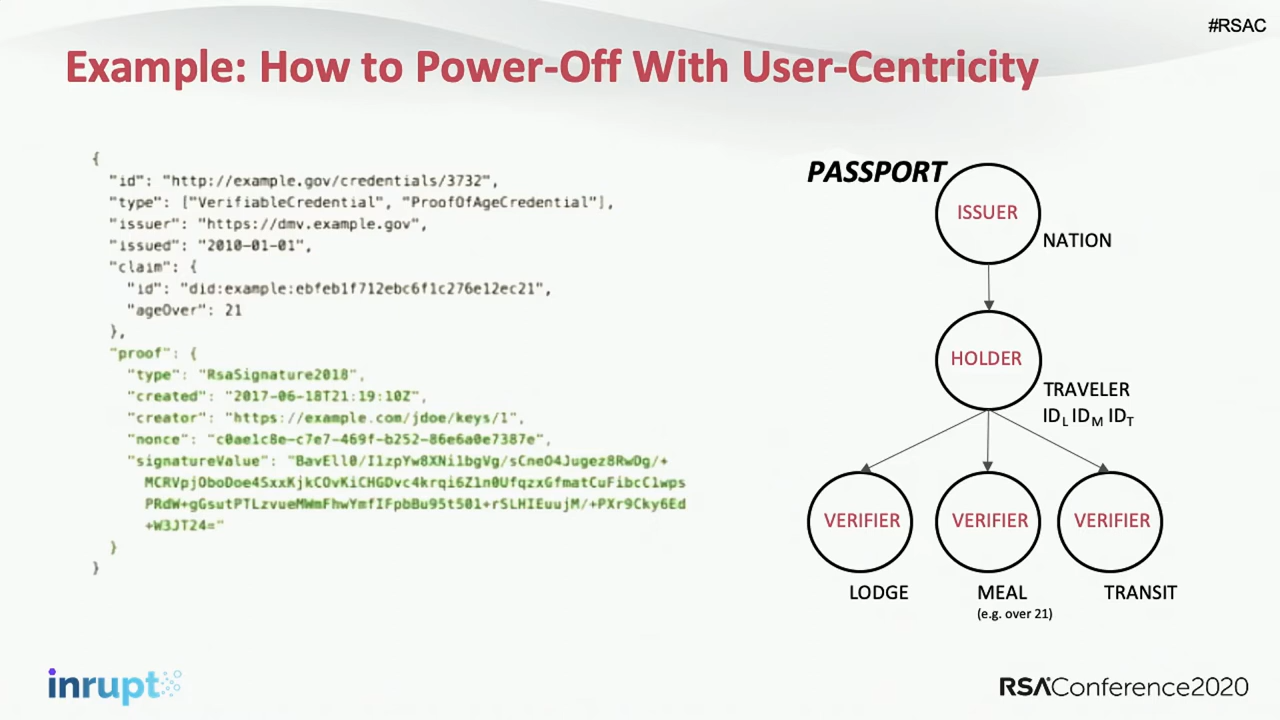 #RSAC
Example: How to Power-Off With User-Centricity
{
"id": "http://example.gov/credentials/3732",
"type": ["VerifiableCredential", "ProofOfAgeCredential"],
"issuer": "https://dmv.example.gov",
"issued": "2010-01-01",
"claim": {
"id": "did:example:ebfeb1f712ebc6f1c276e12ec21",
"ageOver": 21
},
"proof": {
"type": "RsaSignature2018",
"created": "2017-06-18T21:19:10Z",
"creator": "https://example.com/jdoe/keys/1",
"nonce": "c0ae1c8e-c7e7-469f-b252-86e6a0e7387e",
"signatureValue": "BavEll0/I1zpYw8XNi1bgVg/sCneO4Jugez8RwDg/+
MCRVpjOboDoe4SxxKjkCOvKiCHGDvc4krqi6Z1n0UfqzxGfmatCuFibcC1wps
PRdW+gGsutPTLzvueMWmFhwYmfIFpbBu95t501+rSLHIEuujM/+PXr9Cky6Ed
+W3JT24="
}
}
PASSPORT
ISSUER
NATION
HOLDER
TRAVELER
IDL IDM IDT
VERIFIER VERIFIER VERIFIER
LODGE MEAL TRANSIT
(e.g. over 21)
inrupt
RSAConference2020